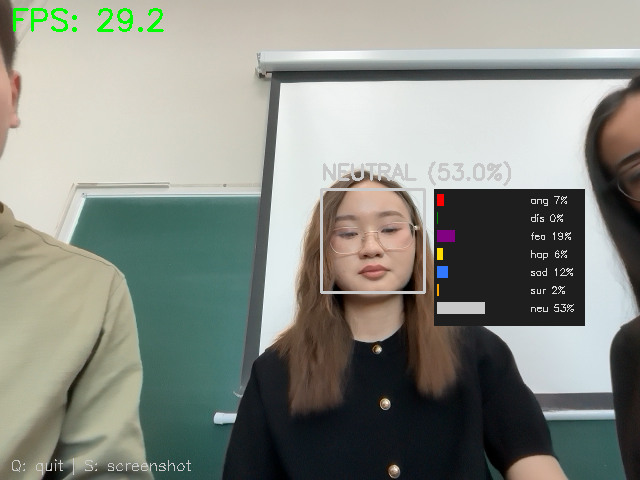 FPS: 29.2
NEUTRAL (53.0%)
ang 7%
dis 0%
fea 19%
hap 6%
sad 12%
sur 2%
neu 53%
Q: quit | S: screenshot